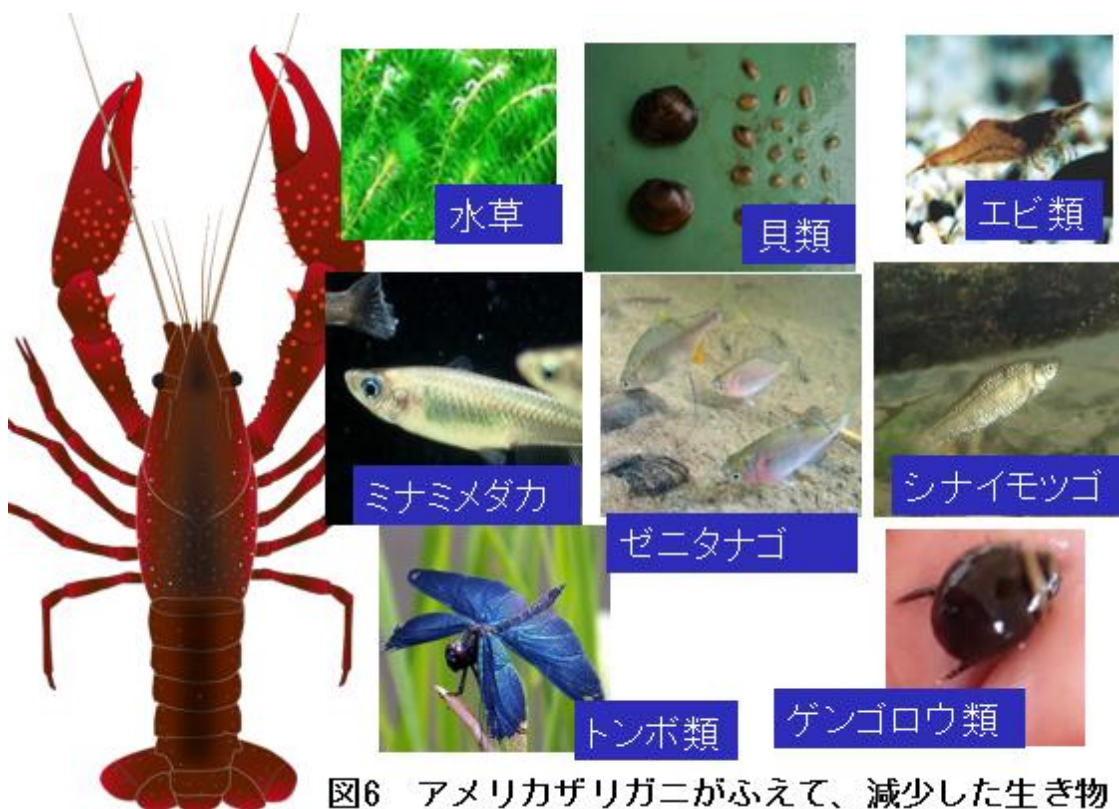 水草
貝類
エビ類
ミナミメダカ
ゼニタナゴ
シナイモツゴ
トンボ類
ゲンゴロウ類
図6 アメリカザリガニがふえて、減少した生き物